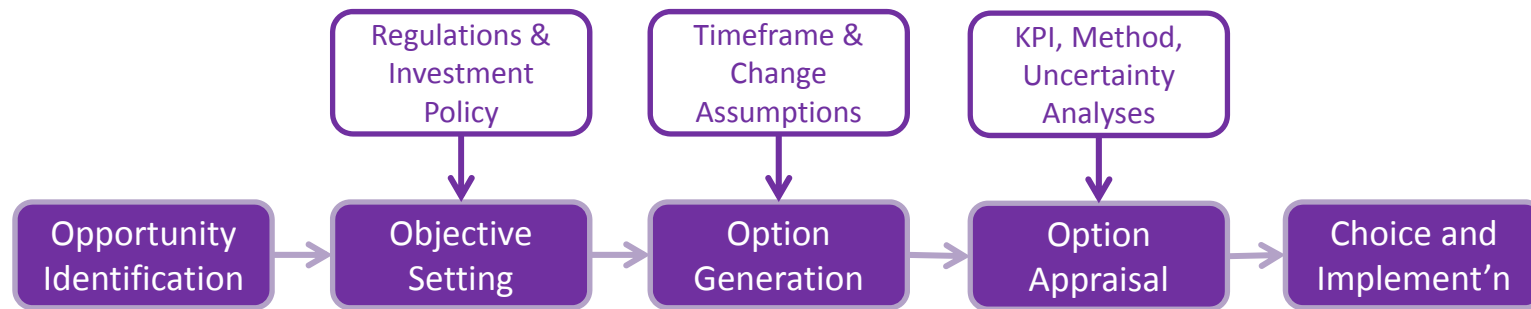 Regulations &
Investment
Policy
Timeframe &
Change
Assumptions
KPI, Method,
Uncertainty
Analyses
Opportunity
Identification
Objective
Setting
Option
Generation
Option
Appraisal
Choice and
Implement’n